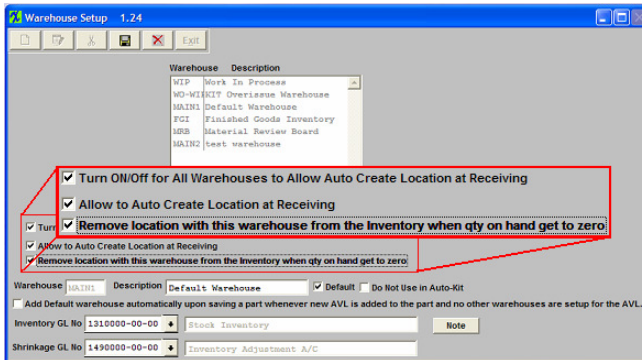 Warehouse Setup 1.24
Exit
Warehouse Description
WIP Work In Process
WO-WIP KIT Overissue Warehouse
MAIN1 Default Warehouse
FGI Finished Goods Inventory
MRB Material Review Board
MAIN2 test warehouse
Turn ON/Off for All Warehouses to Allow Auto Create Location at Receiving
Allow to Auto Create Location at Receiving
Remove location with this warehouse from the Inventory when qty on hand get to zero
Turn
Allow to Auto Create Location at Receiving
Remove location with this warehouse from the Inventory when qty on hand get to zero
Warehouse MAIN1 Description Default Warehouse Default Do Not Use in Auto-Kit
Add Default warehouse automatically upon saving a part whenever new AVL is added to the part and no other warehouses are setup for the AVL.
Inventory GL No 1310000-00-00 Stock Inventory Note
Shrinkage GL No 1490000-00-00 Inventory Adjustment A/C